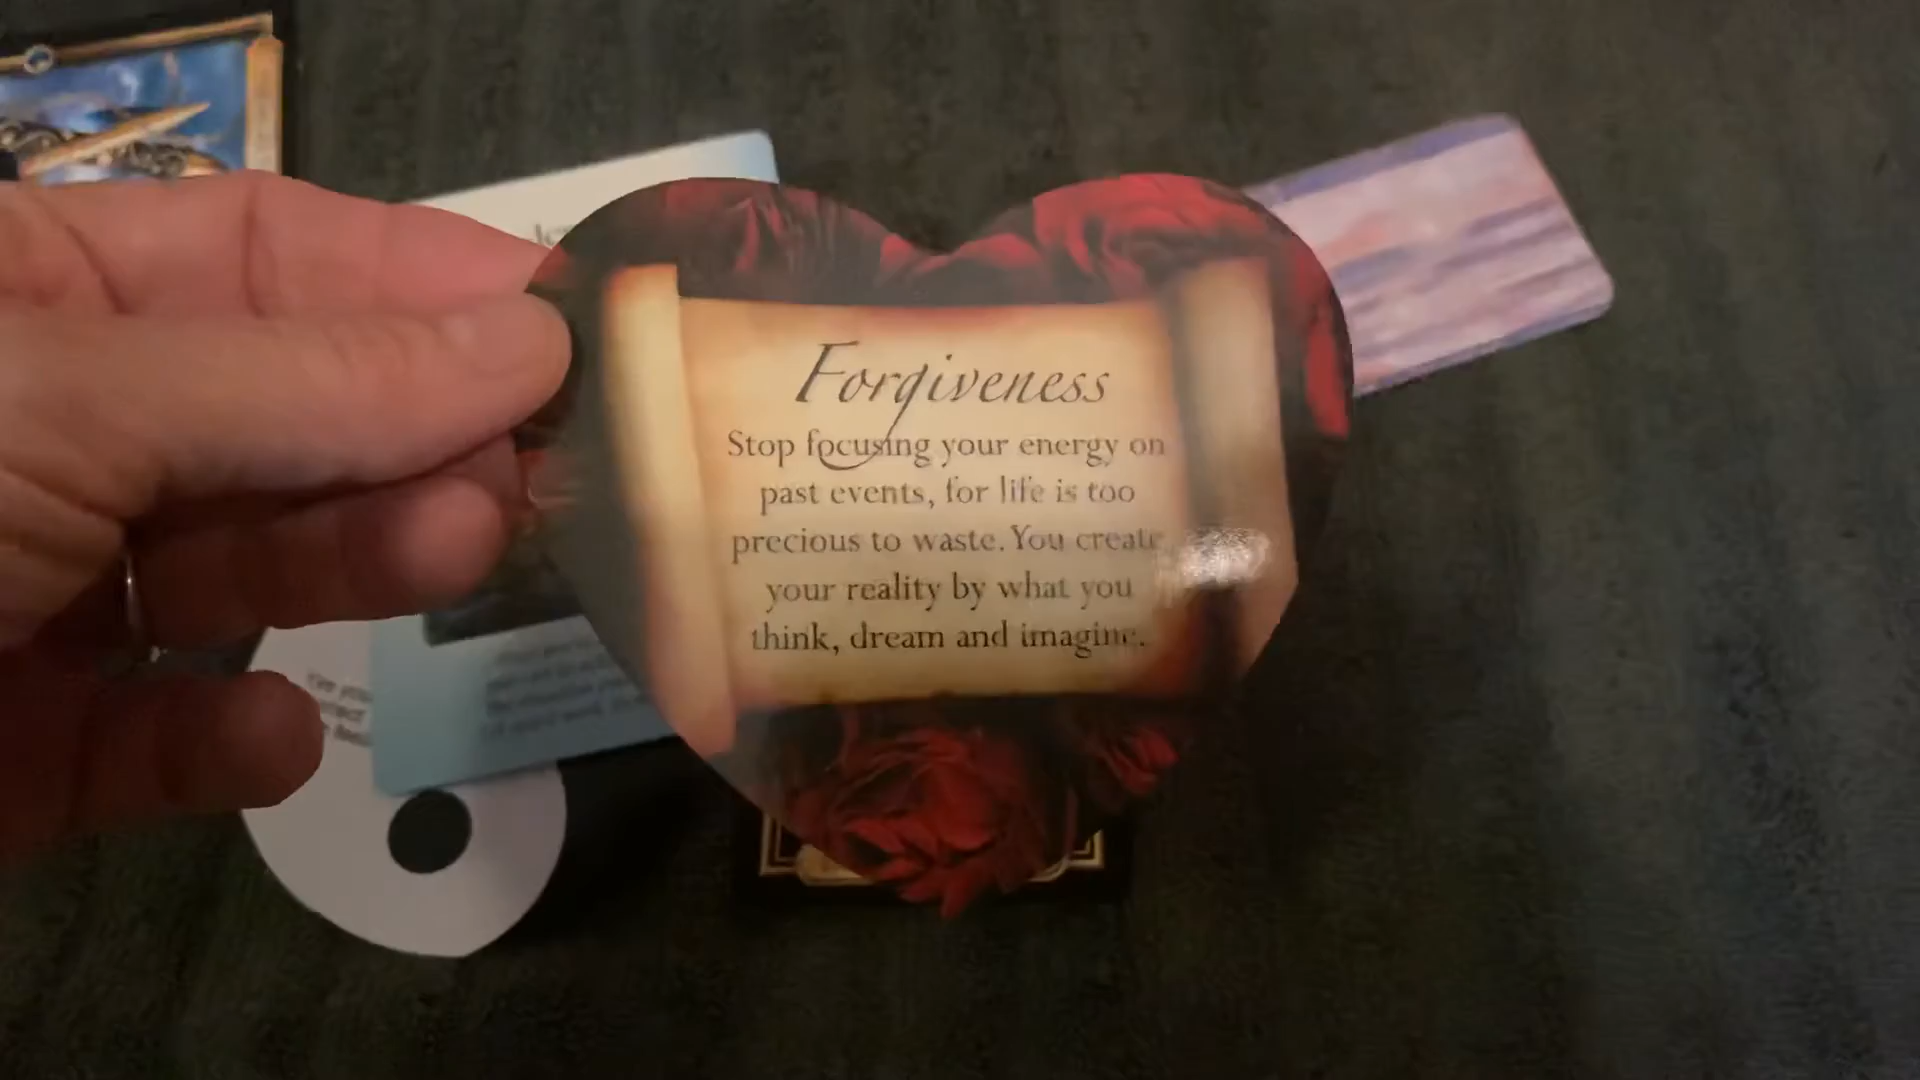 Forgiveness
Stop focusing your energy on
past events, for life is too
precious to waste. You create
your reality by what you
think, dream and imagine.